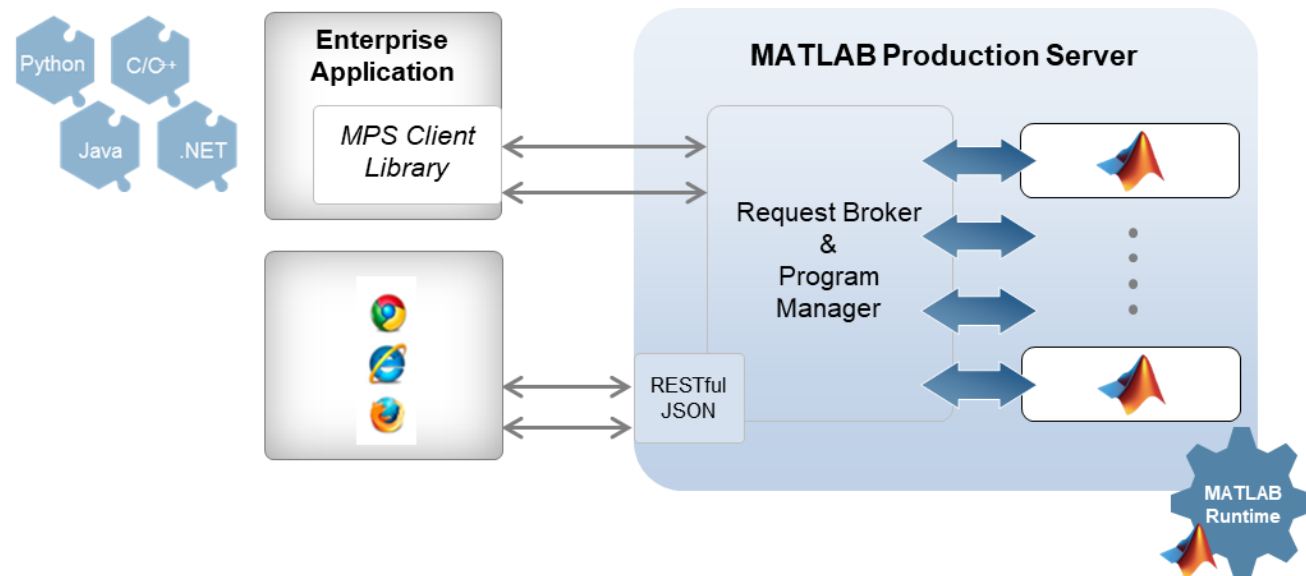 Python
C/C++
Java
.NET
Enterprise
Application
MPS Client
Library
MATLAB Production Server
Request Broker
&
Program
Manager
RESTful
JSON
MATLAB
Runtime